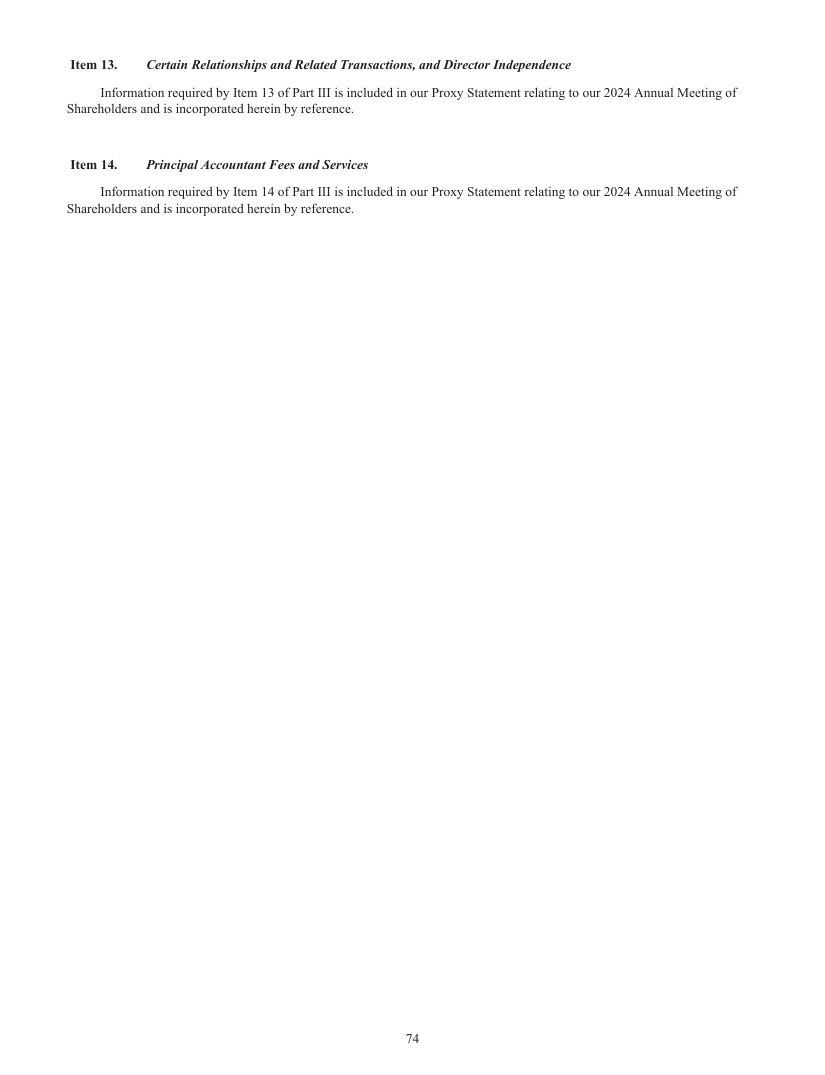 Item 13. Certain Relationships and Related Transactions, and Director Independence
Information required by Item 13 of Part III is included in our Proxy Statement relating to our 2024 Annual Meeting of
Shareholders and is incorporated herein by reference.
Item 14. Principal Accountant Fees and Services
Information required by Item 14 of Part III is included in our Proxy Statement relating to our 2024 Annual Meeting of
Shareholders and is incorporated herein by reference.
74